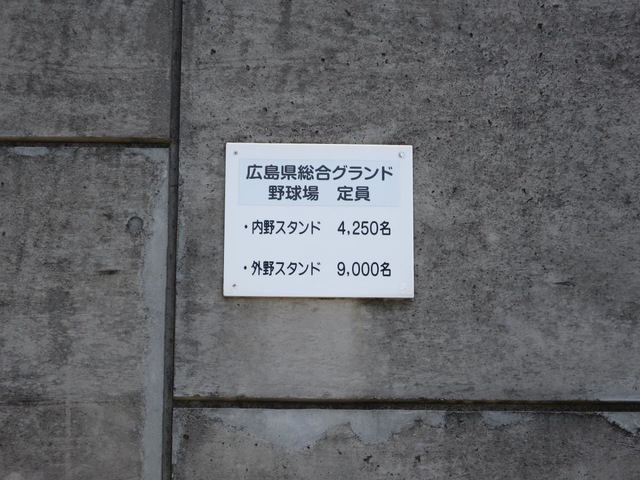 広島県総合グランド
野球場　定員
・内野スタンド　4,250名
・外野スタンド　9,000名